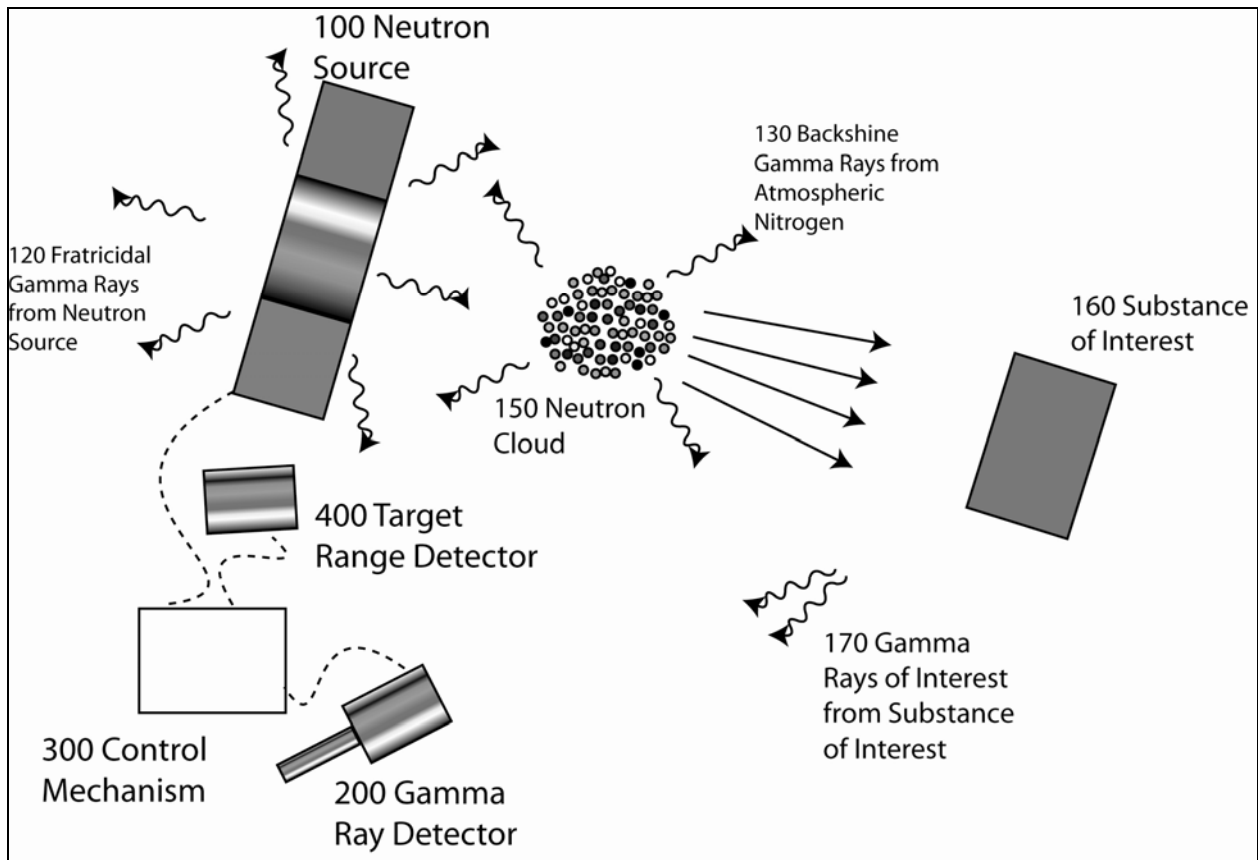 100 Neutron
Source
130 Backshine
Gamma Rays from
Atmospheric
Nitrogen
120 Fratricidal
Gamma Rays
from Neutron
Source
160 Substance
of Interest
150 Neutron
Cloud
400 Target
Range Detector
170 Gamma
Rays of Interest
from Substance
of Interest
300 Control
Mechanism
200 Gamma
Ray Detector